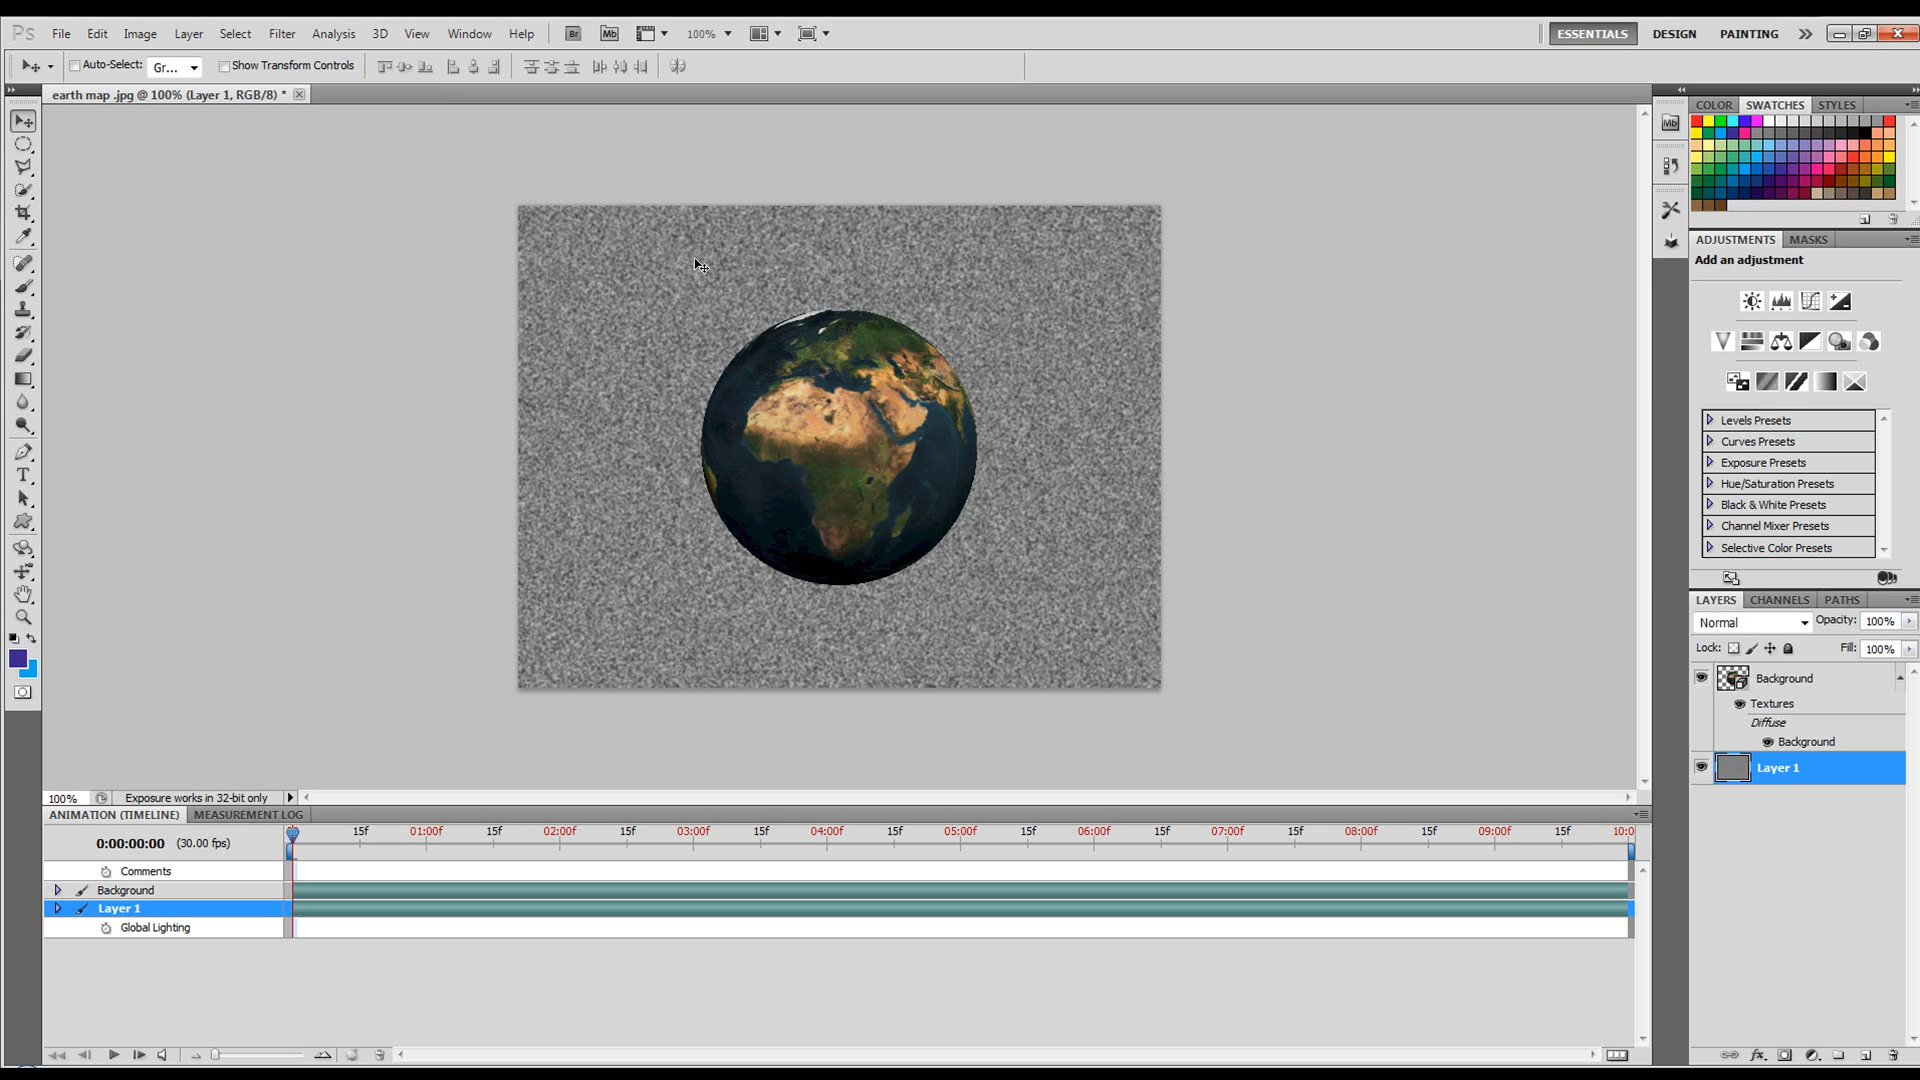 Ps File Edit Image Layer Select Filter Analysis 3D View Window Help Br Mb 100% ESSENTIALS DESIGN PAINTING
Auto-Select: Gr... Show Transform Controls
earth map .jpg @ 100% (Layer 1, RGB/8) *
Mb
COLOR SWATCHES STYLES
ADJUSTMENTS MASKS
Add an adjustment
Levels Presets
Curves Presets
Exposure Presets
Hue/Saturation Presets
Black & White Presets
Channel Mixer Presets
Selective Color Presets
LAYERS CHANNELS PATHS
Normal Opacity: 100%
Lock: Fill: 100%
Background
Textures
Diffuse
Background
Layer 1
100% Exposure works in 32-bit only
ANIMATION (TIMELINE) MEASUREMENT LOG
15f 01:00f 15f 02:00f 15f 03:00f 15f 04:00f 15f 05:00f 15f 06:00f 15f 07:00f 15f 08:00f 15f 09:00f 15f 10:0
0:00:00:00 (30.00 fps)
Comments
Background
Layer 1
Global Lighting